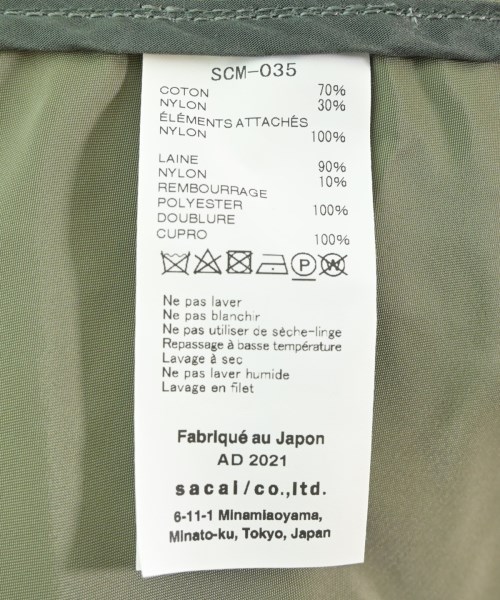 SCM-035
COTON 70%
NYLON 30%
ÉLÉMENTS ATTACHÉS
NYLON 100%
LAINE 90%
NYLON 10%
REMBOURRAGE
POLYESTER 100%
DOUBLURE
CUPRO 100%
P W
Ne pas laver
Ne pas blanchir
Ne pas utiliser de sèche-linge
Repassage à basse température
Lavage à sec
Ne pas laver humide
Lavage en filet
Fabriqué au Japon
AD 2021
sacai/co.,ltd.
6-11-1 Minamiaoyama,
Minato-ku, Tokyo, Japan